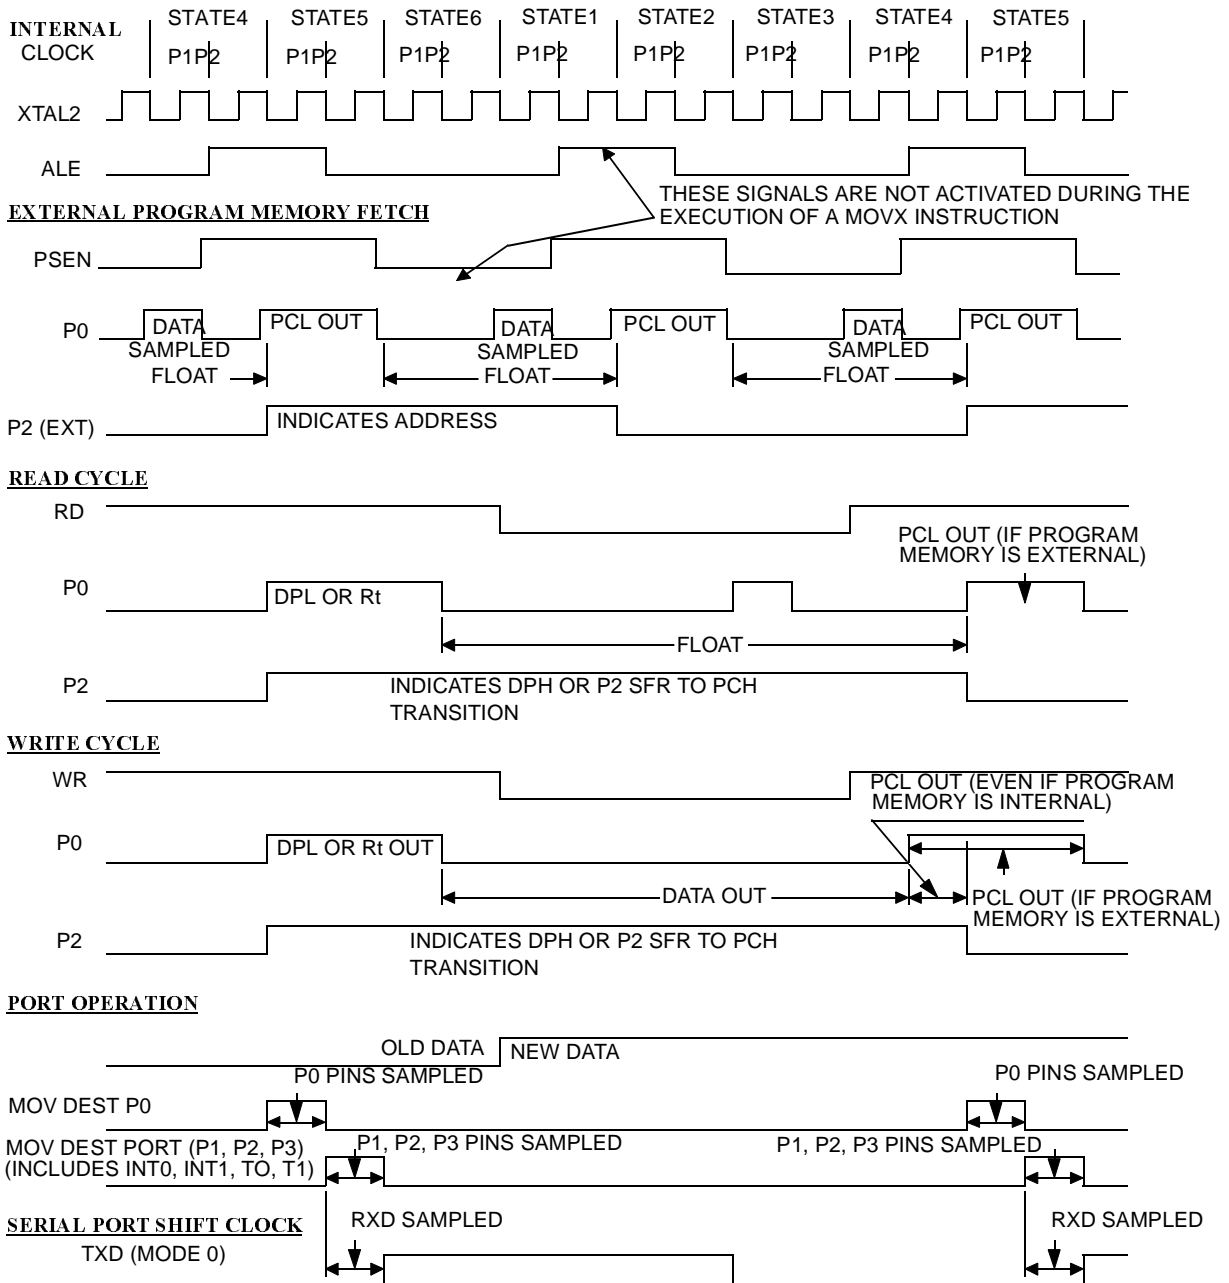 INTERNAL CLOCK
STATE4 STATE5 STATE6 STATE1 STATE2 STATE3 STATE4 STATE5
P1P2 P1P2 P1P2 P1P2 P1P2 P1P2 P1P2 P1P2
XTAL2
ALE
THESE SIGNALS ARE NOT ACTIVATED DURING THE
EXECUTION OF A MOVX INSTRUCTION
EXTERNAL PROGRAM MEMORY FETCH
PSEN
P0
DATA PCL OUT DATA PCL OUT DATA PCL OUT
SAMPLED SAMPLED SAMPLED
FLOAT FLOAT FLOAT
P2 (EXT)
INDICATES ADDRESS
READ CYCLE
RD
PCL OUT (IF PROGRAM
MEMORY IS EXTERNAL)
P0
DPL OR Rt
FLOAT
P2
INDICATES DPH OR P2 SFR TO PCH
TRANSITION
WRITE CYCLE
WR
PCL OUT (EVEN IF PROGRAM
MEMORY IS INTERNAL)
P0
DPL OR Rt OUT
DATA OUT
PCL OUT (IF PROGRAM
MEMORY IS EXTERNAL)
P2
INDICATES DPH OR P2 SFR TO PCH
TRANSITION
PORT OPERATION
OLD DATA NEW DATA
P0 PINS SAMPLED P0 PINS SAMPLED
MOV DEST P0
MOV DEST PORT (P1, P2, P3)
(INCLUDES INT0, INT1, TO, T1)
P1, P2, P3 PINS SAMPLED P1, P2, P3 PINS SAMPLED
SERIAL PORT SHIFT CLOCK
TXD (MODE 0)
RXD SAMPLED RXD SAMPLED